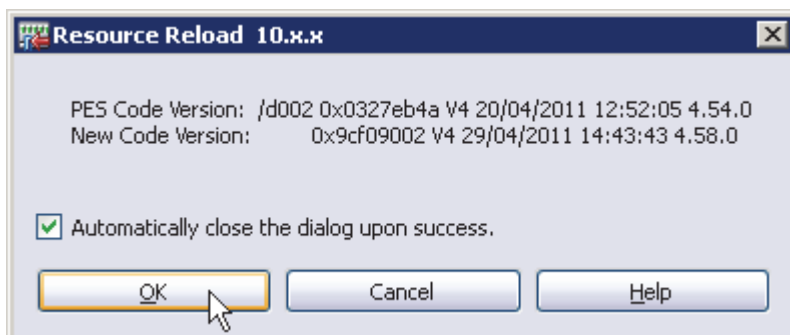 Resource Reload 10.x.x
PES Code Version: /d002 0x0327eb4a V4 20/04/2011 12:52:05 4.54.0
New Code Version: 0x9cf09002 V4 29/04/2011 14:43:43 4.58.0
Automatically close the dialog upon success.
OK Cancel Help